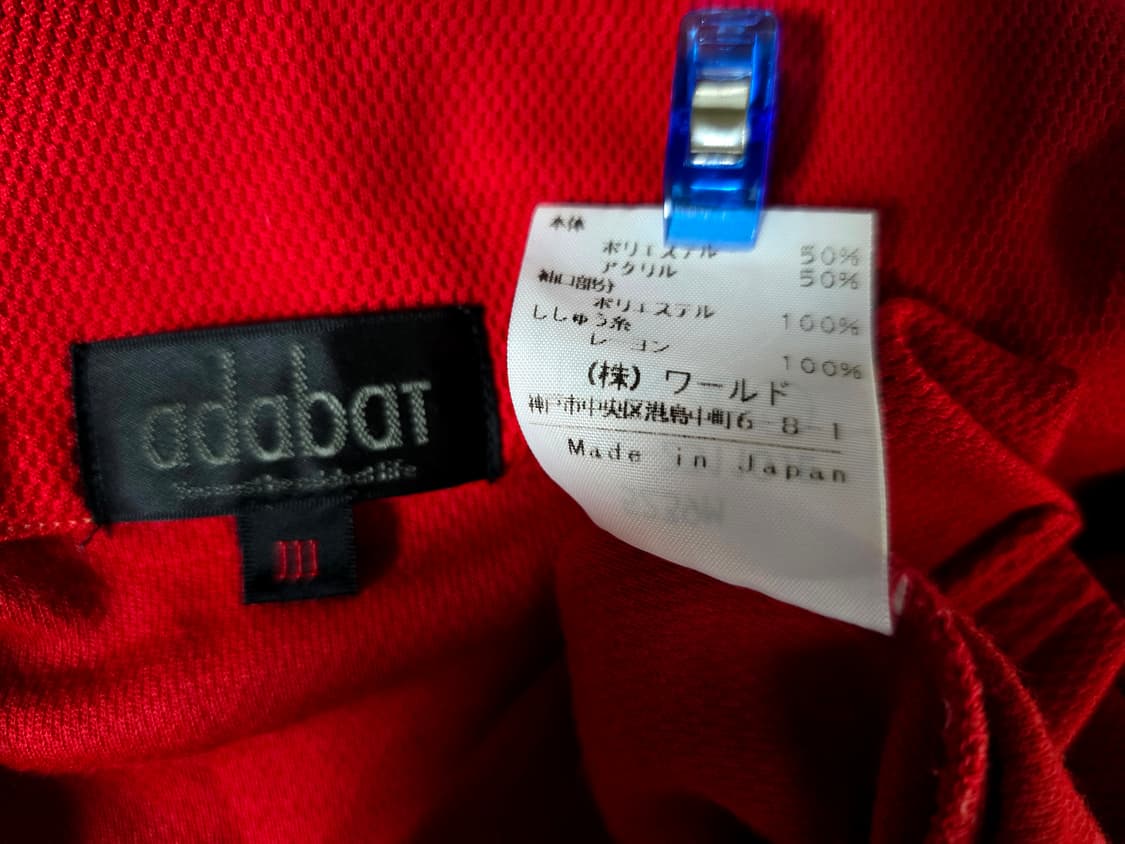 adabat
III
本体
ポリエステル 50%
アクリル 50%
袖口部分
ポリエステル 100%
ししゅう糸
レーヨン 100%
(株) ワールド
神戸市中央区港島中町6-8-1
Made in Japan